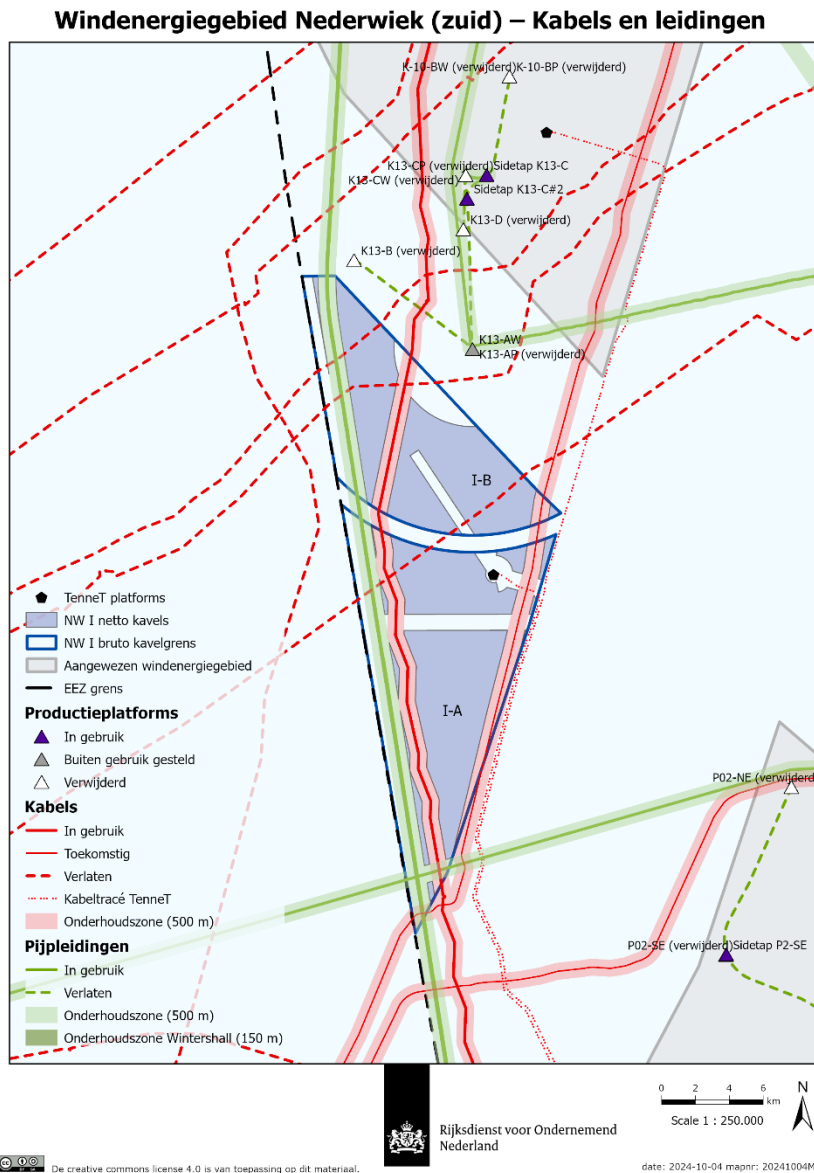 Windenergiegebied Nederwiek (zuid) – Kabels en leidingen
K-10-BW (verwijderd)K-10-BP (verwijderd)
K13-CP (verwijderd)Sidetap K13-C
K13-CW (verwijderd)
Sidetap K13-C#2
K13-D (verwijderd)
K13-B (verwijderd)
K13-AW
K13-AP (verwijderd)
I-B
I-A
TenneT platforms
NW I netto kavels
NW I bruto kavelgrens
Aangewezen windenergiegebied
EEZ grens
Productieplatforms
In gebruik
Buiten gebruik gesteld
Verwijderd
Kabels
In gebruik
Toekomstig
Verlaten
Kabeltracé TenneT
Onderhoudszone (500 m)
Pijpleidingen
In gebruik
Verlaten
Onderhoudszone (500 m)
Onderhoudszone Wintershall (150 m)
P02-NE (verwijderd
P02-SE (verwijderd)Sidetap P2-SE
Rijksdienst voor Ondernemend
Nederland
0 2 4 6
km
Scale 1 : 250.000
N
De creative commons license 4.0 is van toepassing op dit materiaal.
date: 2024-10-04 mapnr: 20241004M